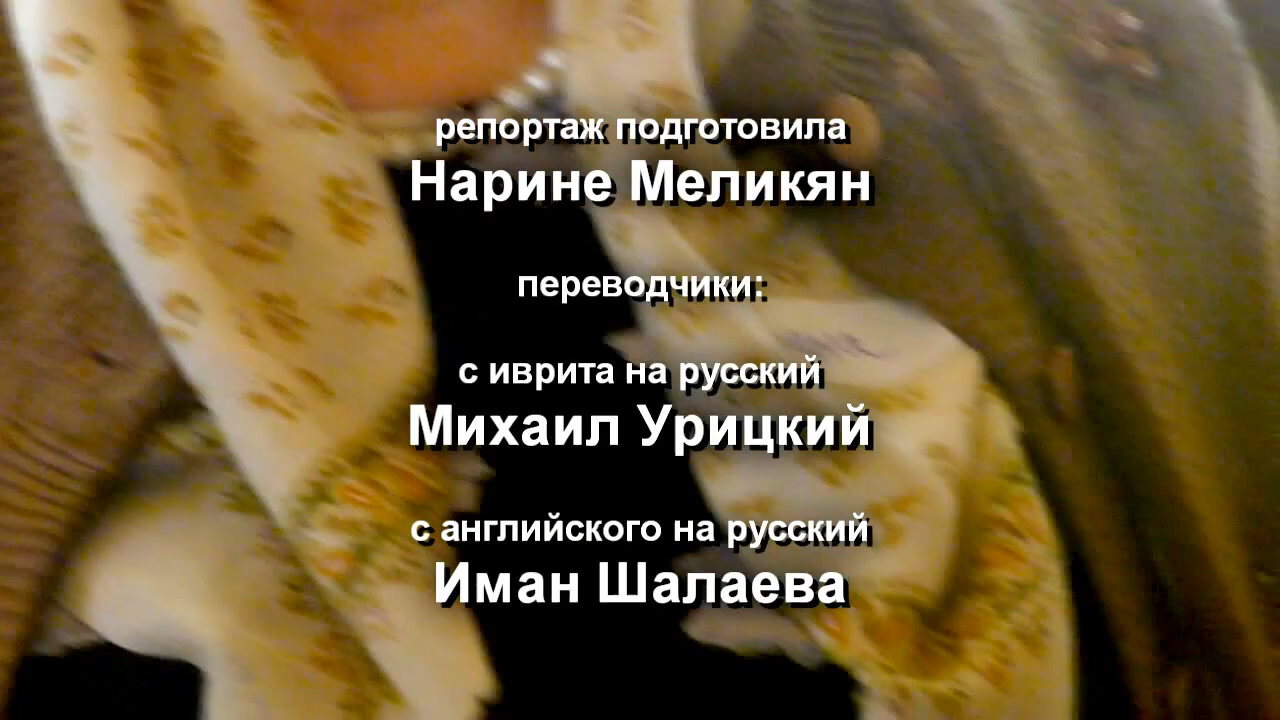 репортаж подготовила
Нарине Меликян
переводчики:
с иврита на русский
Михаил Урицкий
с английского на русский
Иман Шалаева